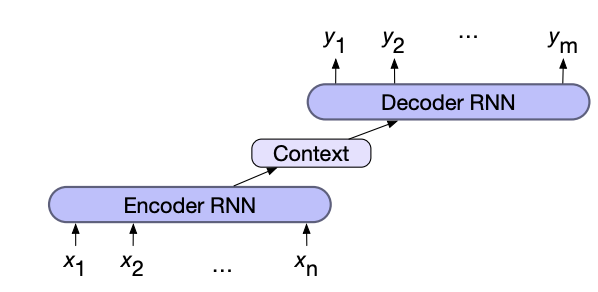 y1 y2 ... ym
Decoder RNN
Context
Encoder RNN
x1 x2 ... xn